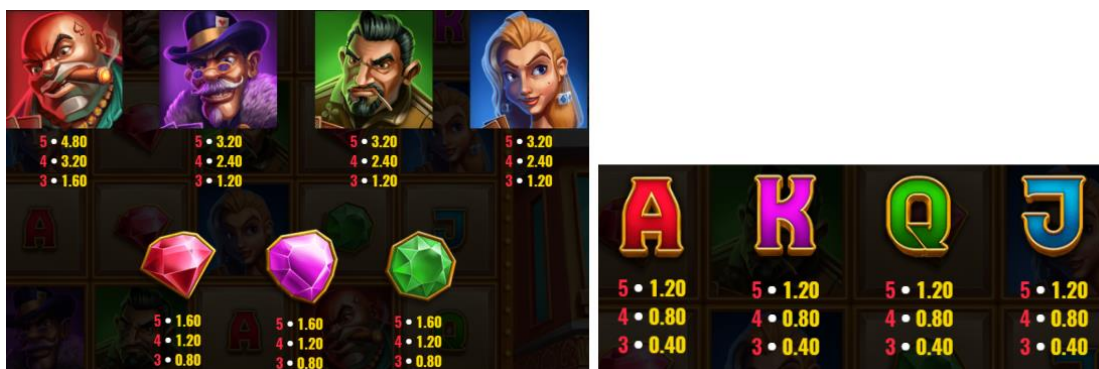 5 • 4.80
4 • 3.20
3 • 1.60
5 • 3.20
4 • 2.40
3 • 1.20
5 • 3.20
4 • 2.40
3 • 1.20
5 • 3.20
4 • 2.40
3 • 1.20
A
J
5 • 1.60
4 • 1.20
3 • 0.80
5 • 1.60
4 • 1.20
3 • 0.80
5 • 1.60
4 • 1.20
3 • 0.80
A
Q
K
A K Q J
5 • 1.20
4 • 0.80
3 • 0.40
5 • 1.20
4 • 0.80
3 • 0.40
5 • 1.20
4 • 0.80
3 • 0.40
5 • 1.20
4 • 0.80
3 • 0.40